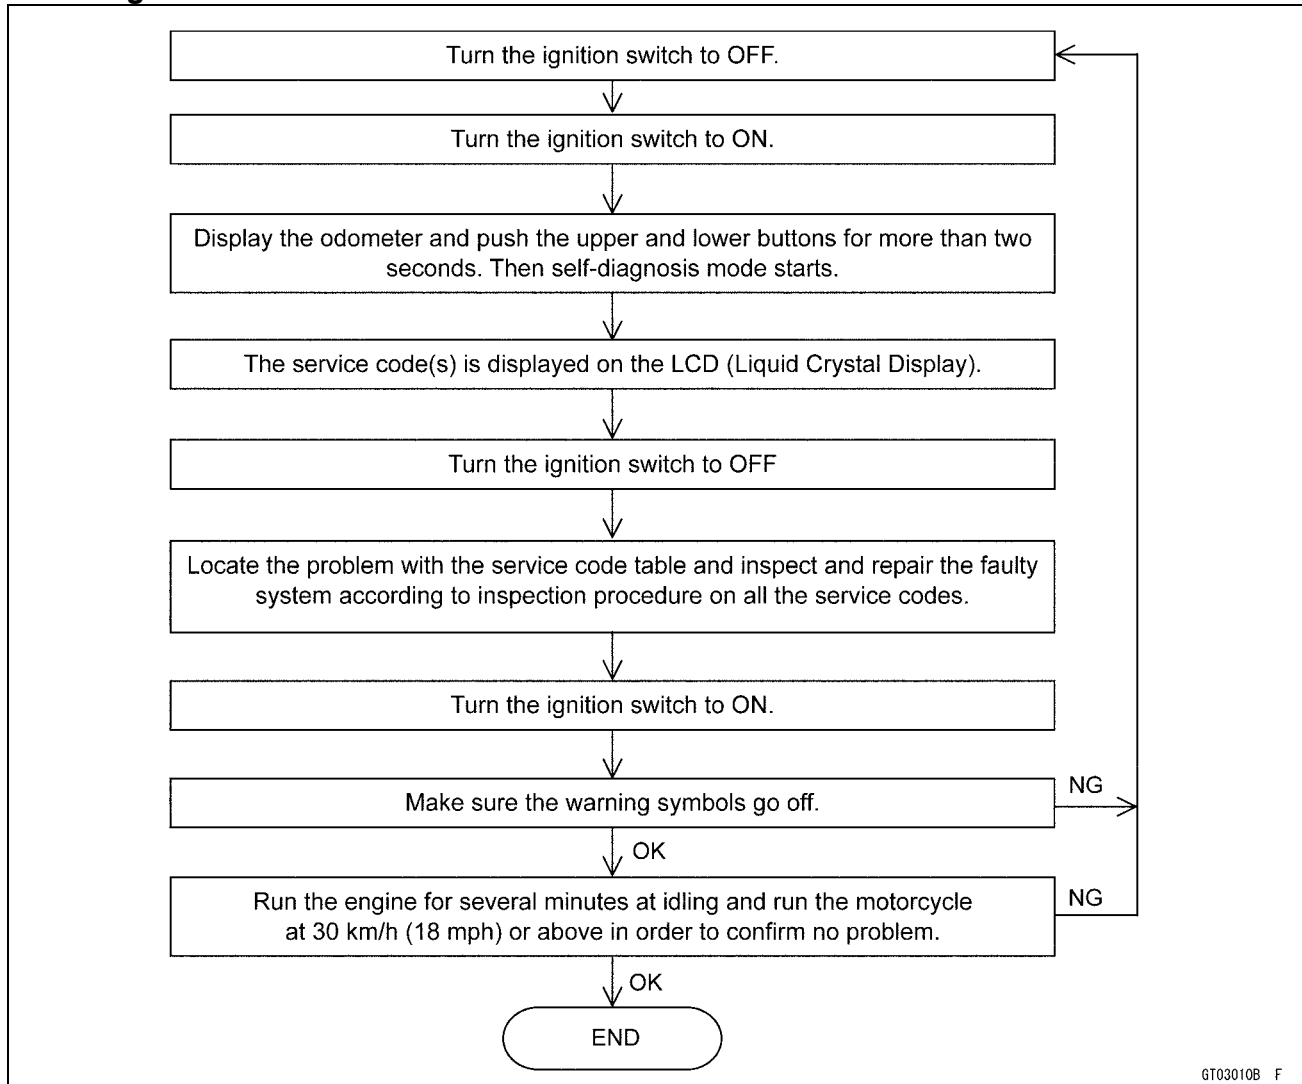 Turn the ignition switch to OFF.
Turn the ignition switch to ON.
Display the odometer and push the upper and lower buttons for more than two
seconds. Then self-diagnosis mode starts.
The service code(s) is displayed on the LCD (Liquid Crystal Display).
Turn the ignition switch to OFF
Locate the problem with the service code table and inspect and repair the faulty
system according to inspection procedure on all the service codes.
Turn the ignition switch to ON.
Make sure the warning symbols go off.
NG
OK
Run the engine for several minutes at idling and run the motorcycle
at 30 km/h (18 mph) or above in order to confirm no problem.
NG
OK
END
GT03010B F